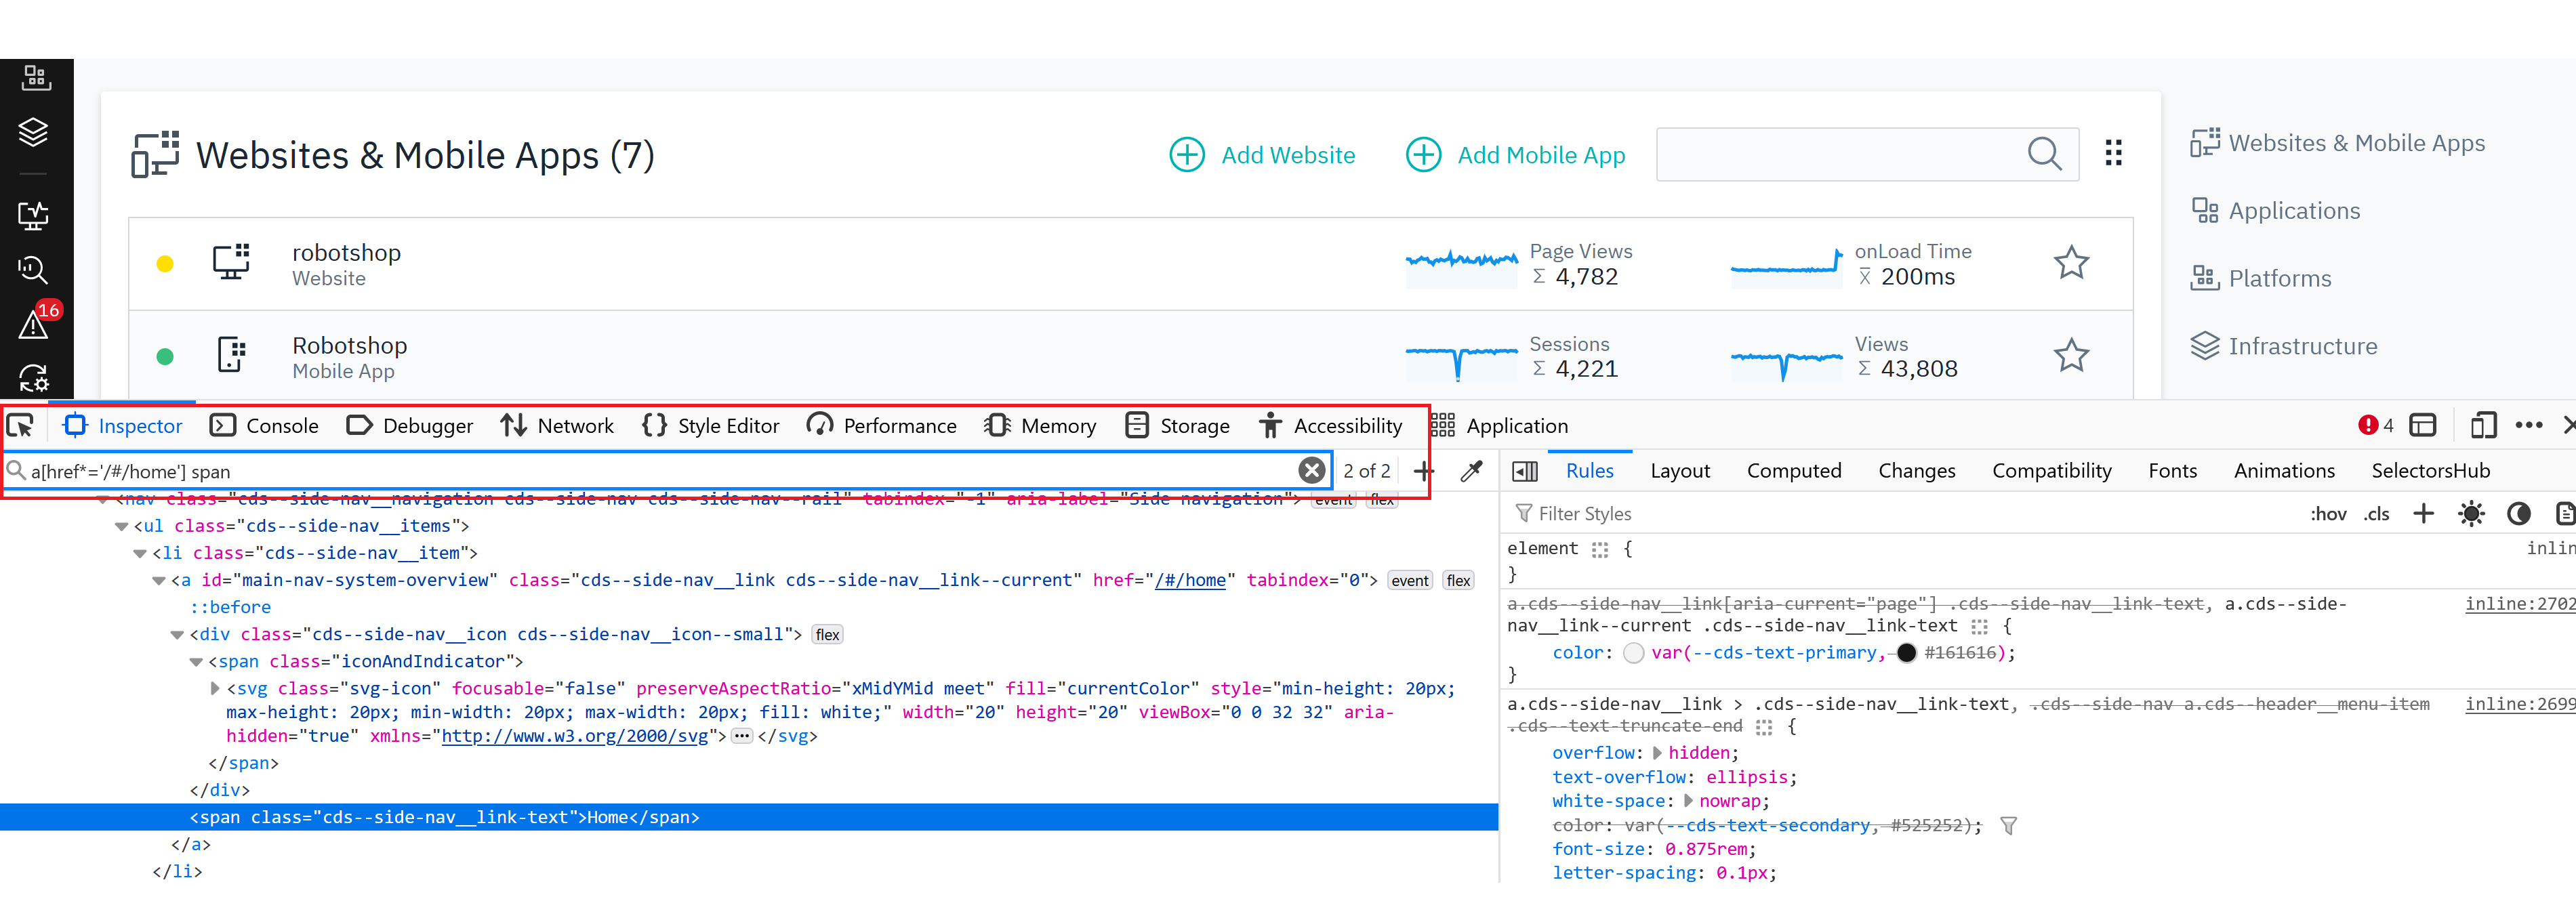 Websites & Mobile Apps (7)
Add Website
Add Mobile App
Websites & Mobile Apps
Applications
Platforms
Infrastructure
robotshop
Website
Page Views
Σ 4,782
onLoad Time
X̅ 200ms
16
Robotshop
Mobile App
Sessions
Σ 4,221
Views
Σ 43,808
Inspector
Console
Debugger
Network
Style Editor
Performance
Memory
Storage
Accessibility
Application
4
a[href*='/#/home'] span
2 of 2
Rules
Layout
Computed
Changes
Compatibility
Fonts
Animations
SelectorsHub
<nav class="cds--side-nav__navigation cds--side-nav cds--side-nav--rail" tabindex="-1" aria-label="Side navigation"> event flex
<ul class="cds--side-nav__items">
<li class="cds--side-nav__item">
<a id="main-nav-system-overview" class="cds--side-nav__link cds--side-nav__link--current" href="/#/home" tabindex="0"> event flex
::before
<div class="cds--side-nav__icon cds--side-nav__icon--small"> flex
<span class="iconAndIndicator">
<svg class="svg-icon" focusable="false" preserveAspectRatio="xMidYMid meet" fill="currentColor" style="min-height: 20px;
max-height: 20px; min-width: 20px; max-width: 20px; fill: white;" width="20" height="20" viewBox="0 0 32 32" aria-
hidden="true" xmlns="http://www.w3.org/2000/svg"> ••• </svg>
</span>
</div>
<span class="cds--side-nav__link-text">Home</span>
</a>
</li>
Filter Styles
:hov .cls
element {
inlin
}
a.cds--side-nav__link[aria-current="page"] .cds--side-nav__link-text, a.cds--side-
inline:2702
nav__link--current .cds--side-nav__link-text {
color: var(--cds-text-primary, #161616);
}
a.cds--side-nav__link > .cds--side-nav__link-text, .cds--side-nav a.cds--header__menu-item
inline:2699
.cds--text-truncate-end {
overflow: hidden;
text-overflow: ellipsis;
white-space: nowrap;
color: var(--cds-text-secondary, #525252);
font-size: 0.875rem;
letter-spacing: 0.1px;